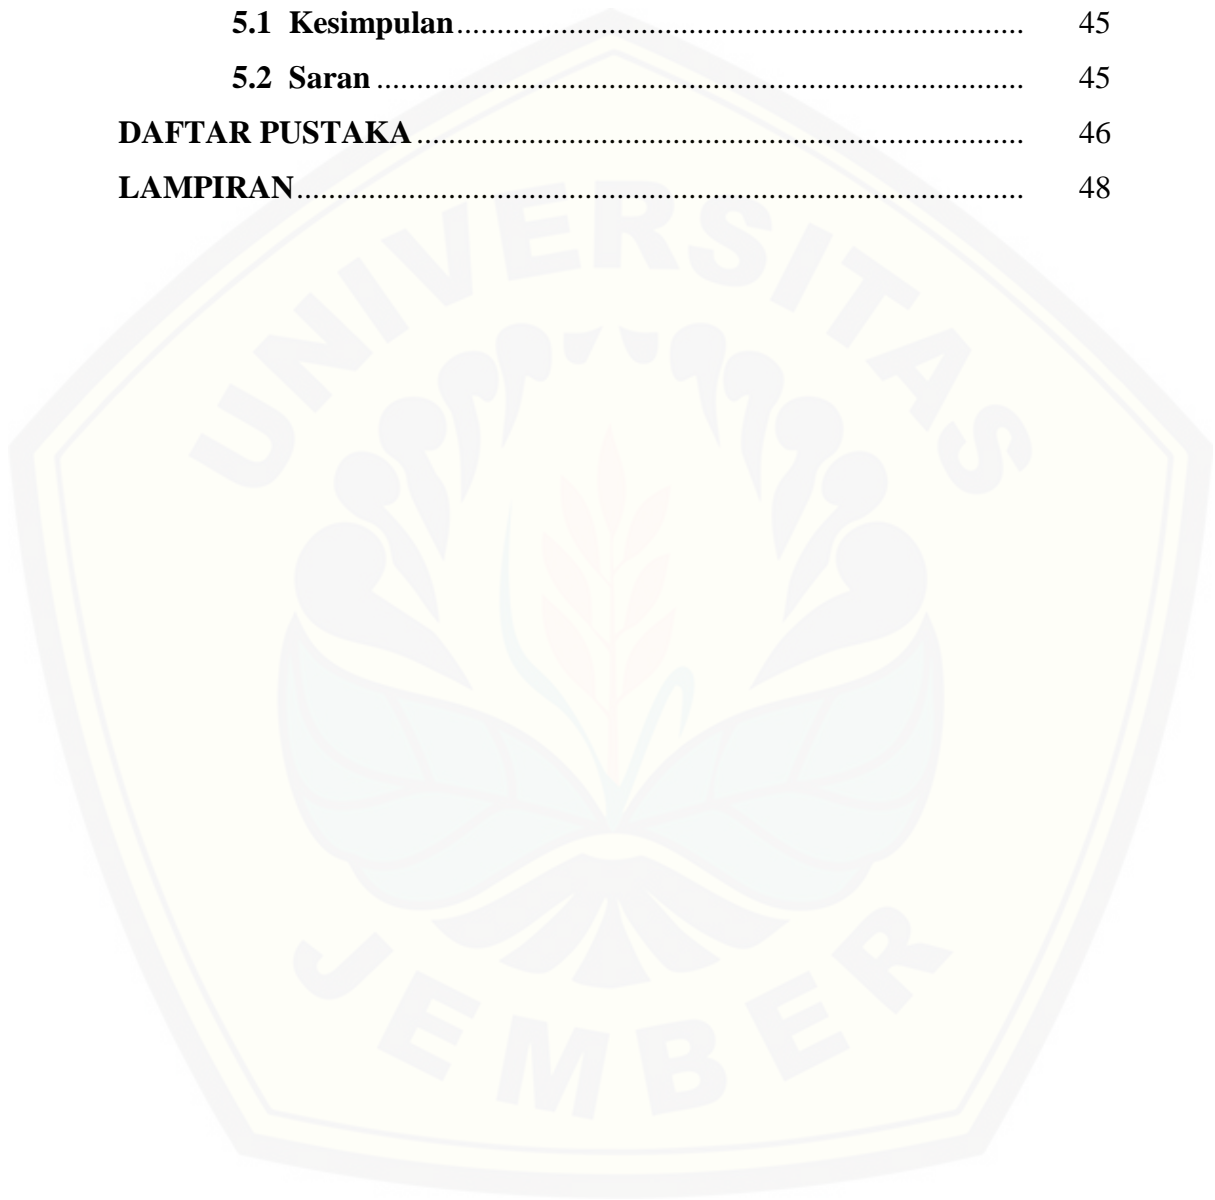 5.1 Kesimpulan ...................................................................... 45
5.2 Saran ................................................................................ 45
DAFTAR PUSTAKA ........................................................................... 46
LAMPIRAN .......................................................................................... 48
UNIVERSITAS
JEMBER